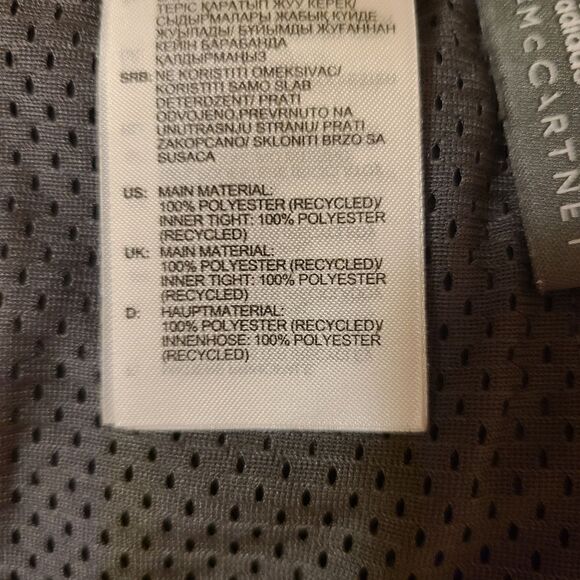 ТЕРІС ҚАРАТЫП ЖУУ КЕРЕК/
СЫДЫРМАЛАРЫ ЖАБЫҚ КҮЙДЕ
ЖУЫЛАДЫ/ БҰЙЫМДЫ ЖУҒАННАН
КЕЙІН БАРАБАНДА
ҚАЛДЫРМАҢЫЗ
SRB: NE KORISTITI OMEKSIVAC/
KORISTITI SAMO SLAB
DETERDZENT/ PRATI
ODVOJENO,PREVRNUTO NA
UNUTRASNJU STRANU/ PRATI
ZAKOPCANO/ SKLONITI BRZO SA
SUSACA
US: MAIN MATERIAL:
100% POLYESTER (RECYCLED)/
INNER TIGHT: 100% POLYESTER
(RECYCLED)
UK: MAIN MATERIAL:
100% POLYESTER (RECYCLED)/
INNER TIGHT: 100% POLYESTER
(RECYCLED)
D: HAUPTMATERIAL:
100% POLYESTER (RECYCLED)/
INNENHOSE: 100% POLYESTER
(RECYCLED)
adidas
McCARTNEY